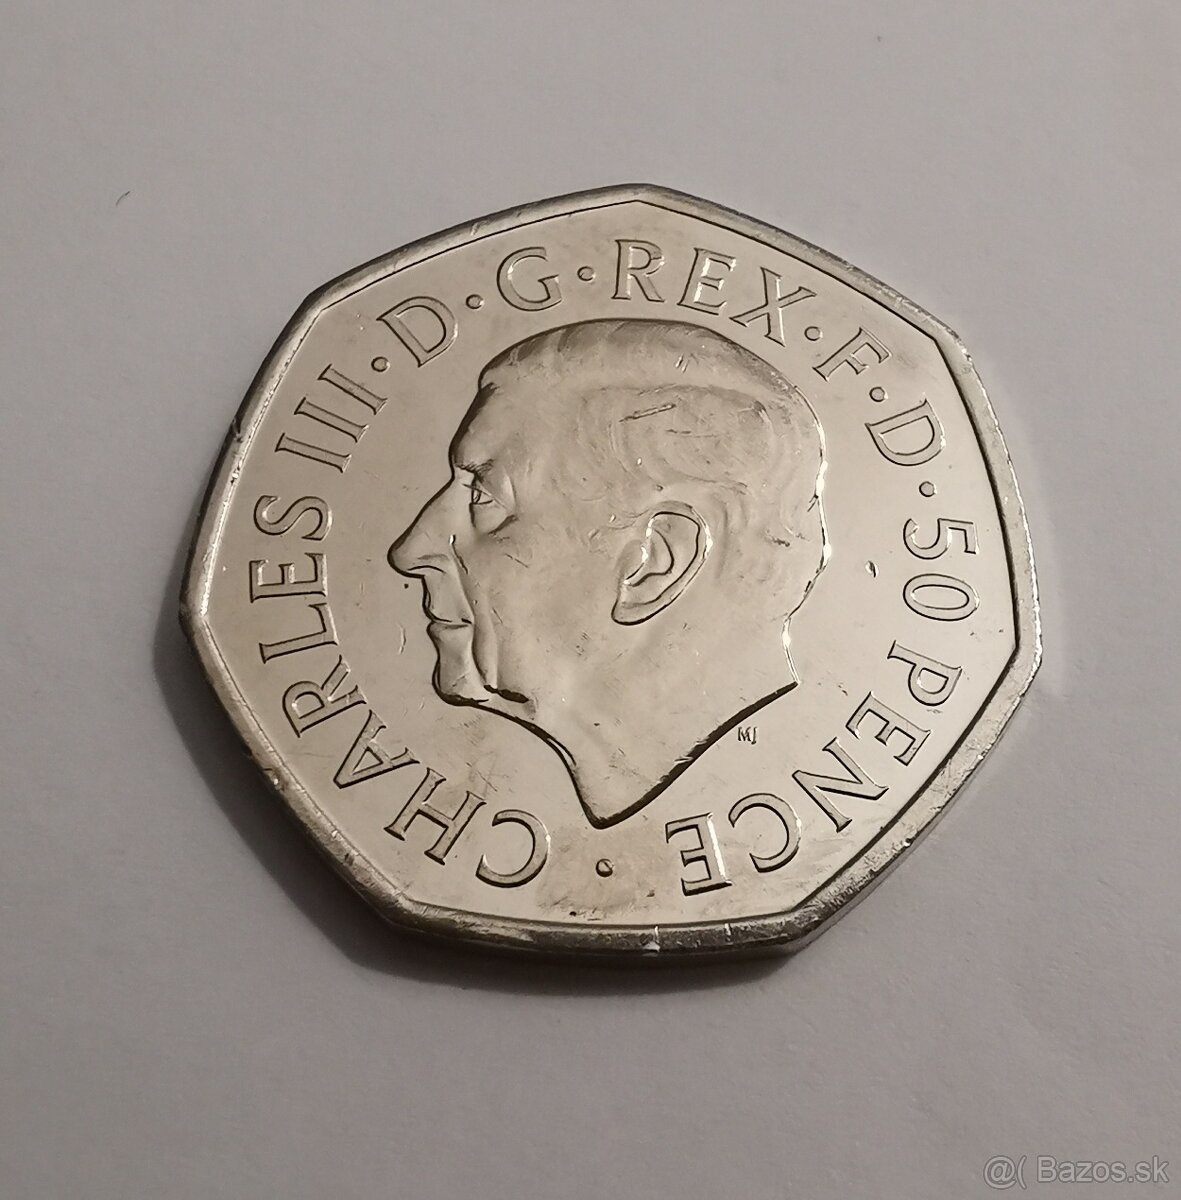 CHARLES III · D · G · REX · F · D · 50 PENCE ·
MJ
@( Bazos.sk